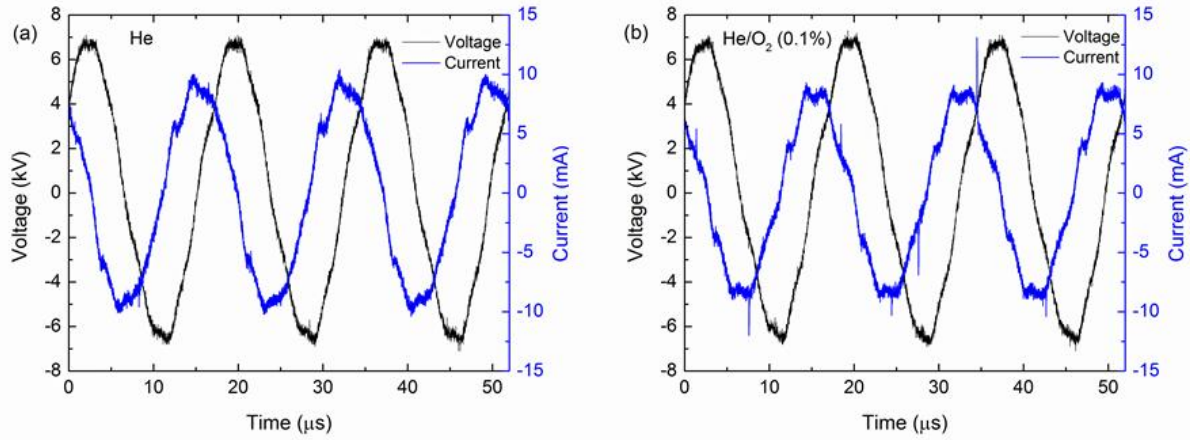 (a)
He
Voltage
Current
8
6
4
2
0
-2
-4
-6
-8
Voltage (kV)
15
10
5
0
-5
-10
-15
Current (mA)
0 10 20 30 40 50
Time (μs)
(b)
He/O₂ (0.1%)
Voltage
Current
8
6
4
2
0
-2
-4
-6
-8
Voltage (kV)
15
10
5
0
-5
-10
-15
Current (mA)
0 10 20 30 40 50
Time (μs)